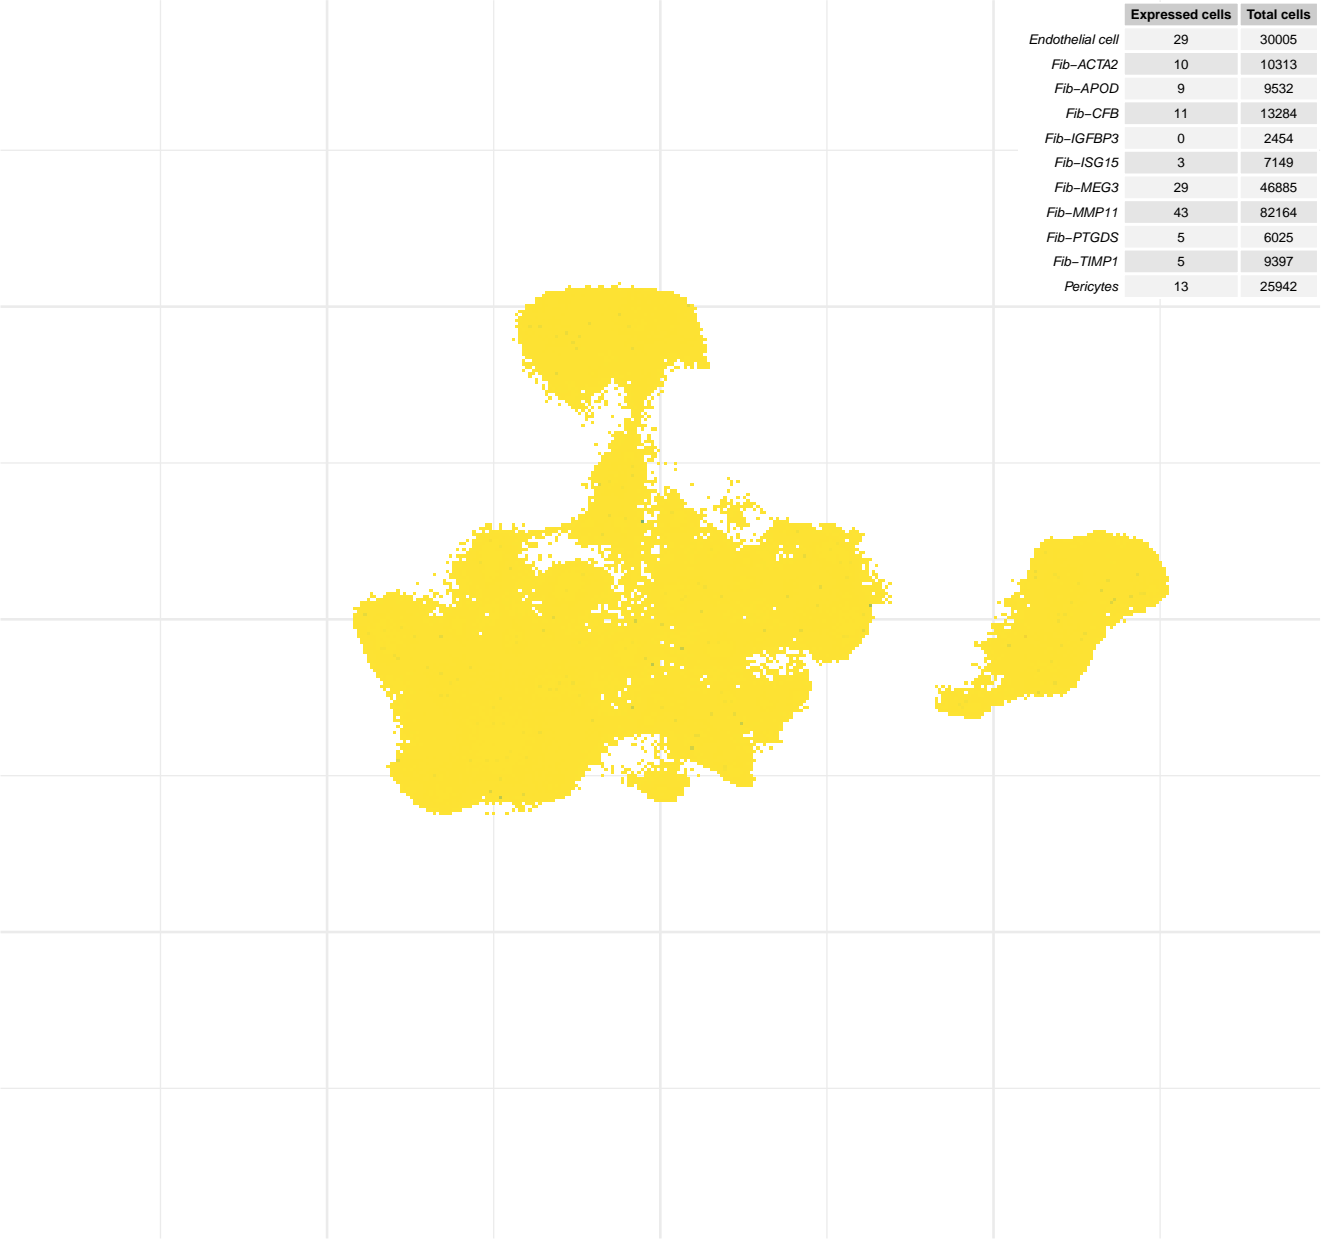 Expressed cells Total cells
Endothelial cell 29 30005
Fib−ACTA2 10 10313
Fib−APOD 9 9532
Fib−CFB 11 13284
Fib−IGFBP3 0 2454
Fib−ISG15 3 7149
Fib−MEG3 29 46885
Fib−MMP11 43 82164
Fib−PTGDS 5 6025
Fib−TIMP1 5 9397
Pericytes 13 25942